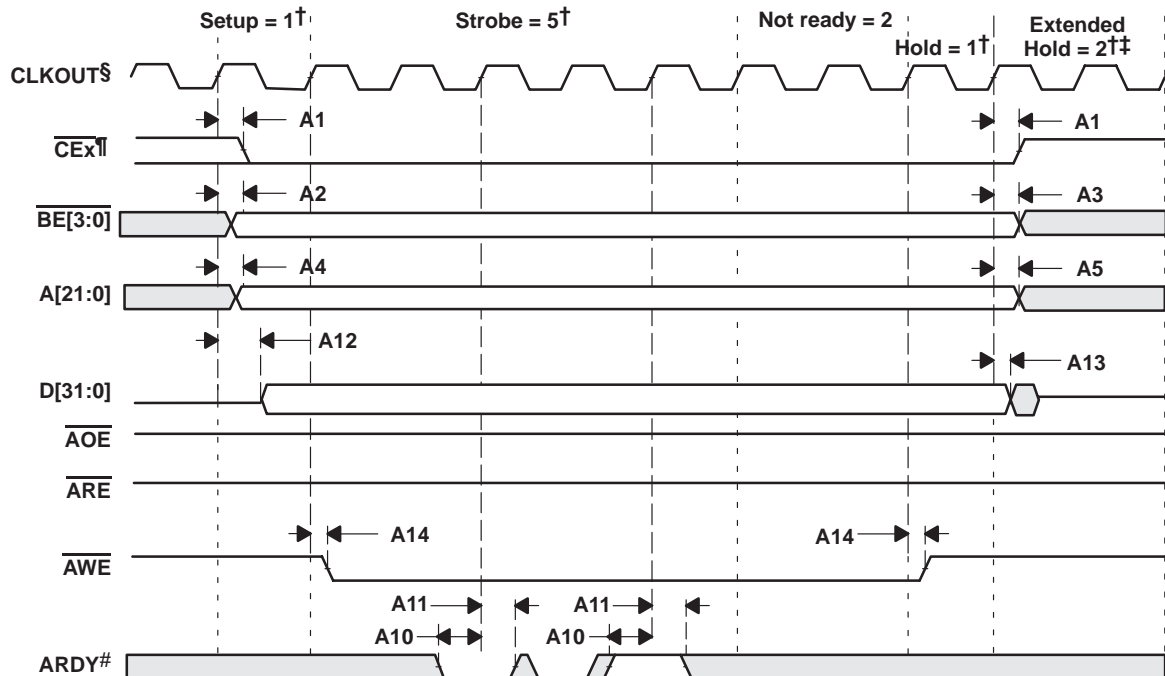 Setup = 1† Strobe = 5† Not ready = 2 Extended
Hold = 1† Hold = 2†‡
CLKOUT§
A1 A1
CEx¶
A2 A3
BE[3:0]
A4 A5
A[21:0]
A12
A13
D[31:0]
AOE
ARE
A14 A14
AWE
A11 A11
A10 A10
ARDY#